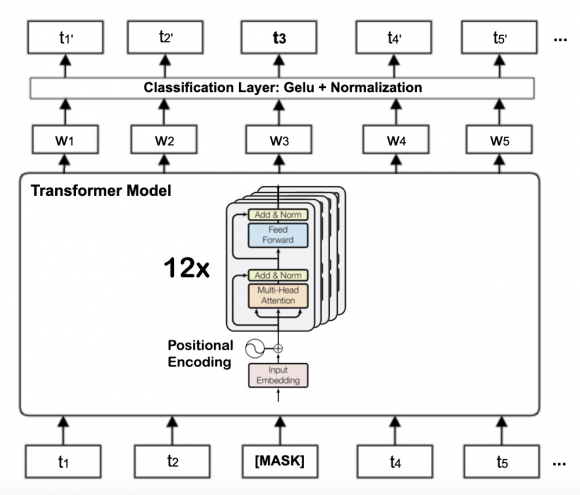 t1' t2' t3 t4' t5' ...
Classification Layer: Gelu + Normalization
w1 w2 w3 w4 w5
Transformer Model
Add & Norm
Feed
Forward
12x
Add & Norm
Multi-Head
Attention
Positional
Encoding
Input
Embedding
t1 t2 [MASK] t4 t5 ...